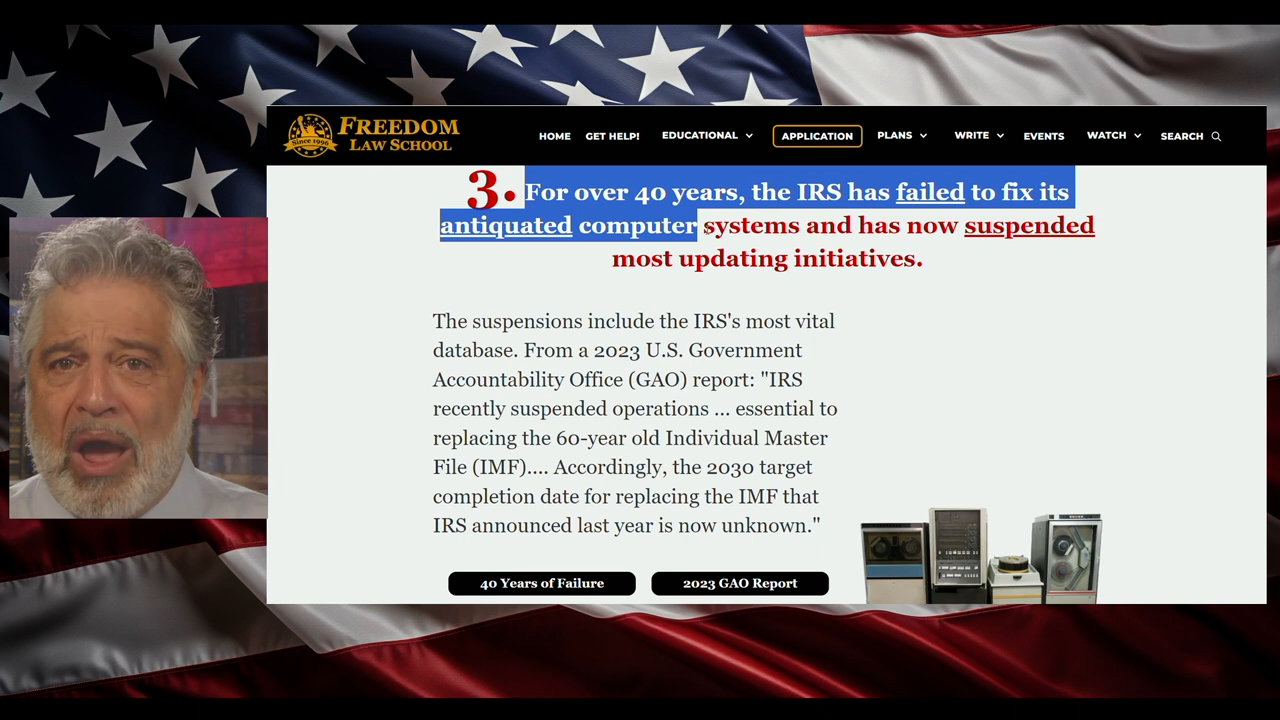 FREEDOM
LAW SCHOOL
Since 1996
HOME GET HELP! EDUCATIONAL APPLICATION PLANS WRITE EVENTS WATCH SEARCH
3. For over 40 years, the IRS has failed to fix its
antiquated computer systems and has now suspended
most updating initiatives.
The suspensions include the IRS's most vital
database. From a 2023 U.S. Government
Accountability Office (GAO) report: "IRS
recently suspended operations ... essential to
replacing the 60-year old Individual Master
File (IMF).... Accordingly, the 2030 target
completion date for replacing the IMF that
IRS announced last year is now unknown."
40 Years of Failure 2023 GAO Report